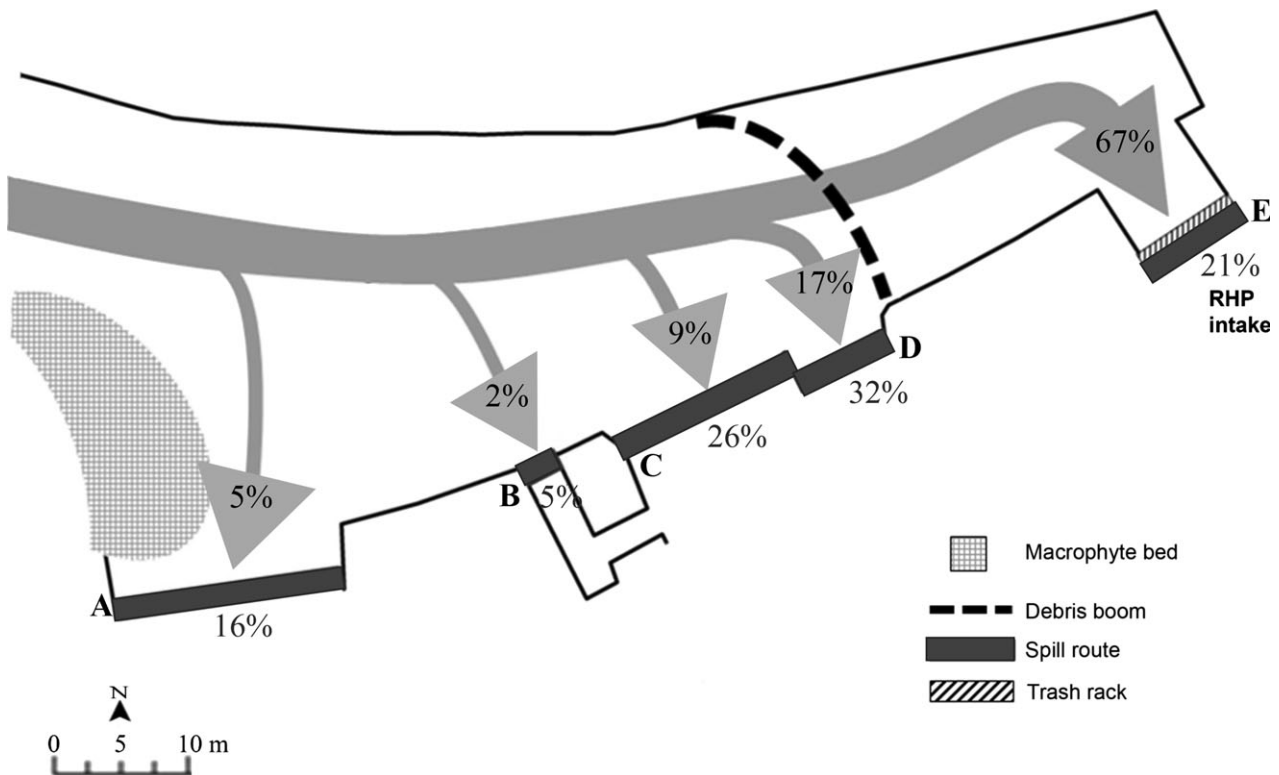 67%
E
21%
RHP
intake
17%
D
9%
32%
2%
26%
C
B
5%
5%
A
16%
Macrophyte bed
Debris boom
Spill route
Trash rack
N
0 5 10 m